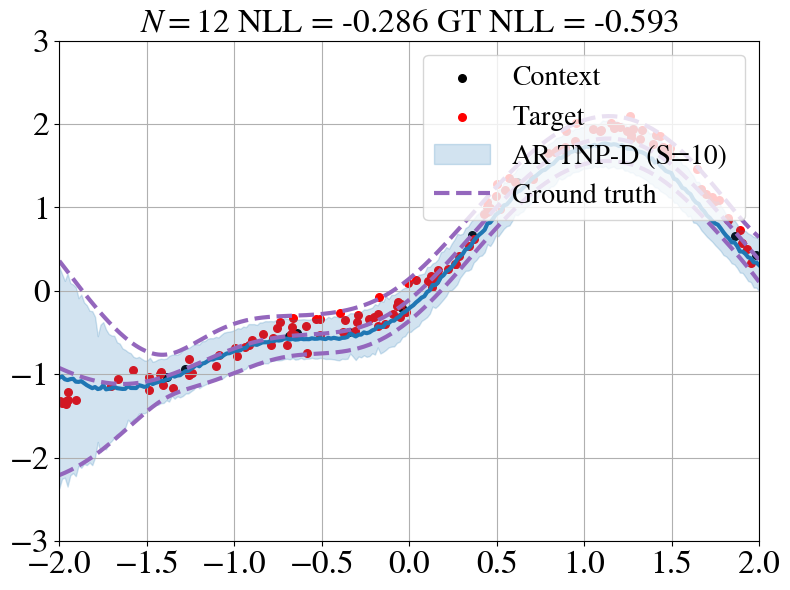 N = 12 NLL = -0.286 GT NLL = -0.593
Context
Target
AR TNP-D (S=10)
Ground truth
3
2
1
0
−1
−2
−3
−2.0 −1.5 −1.0 −0.5 0.0 0.5 1.0 1.5 2.0